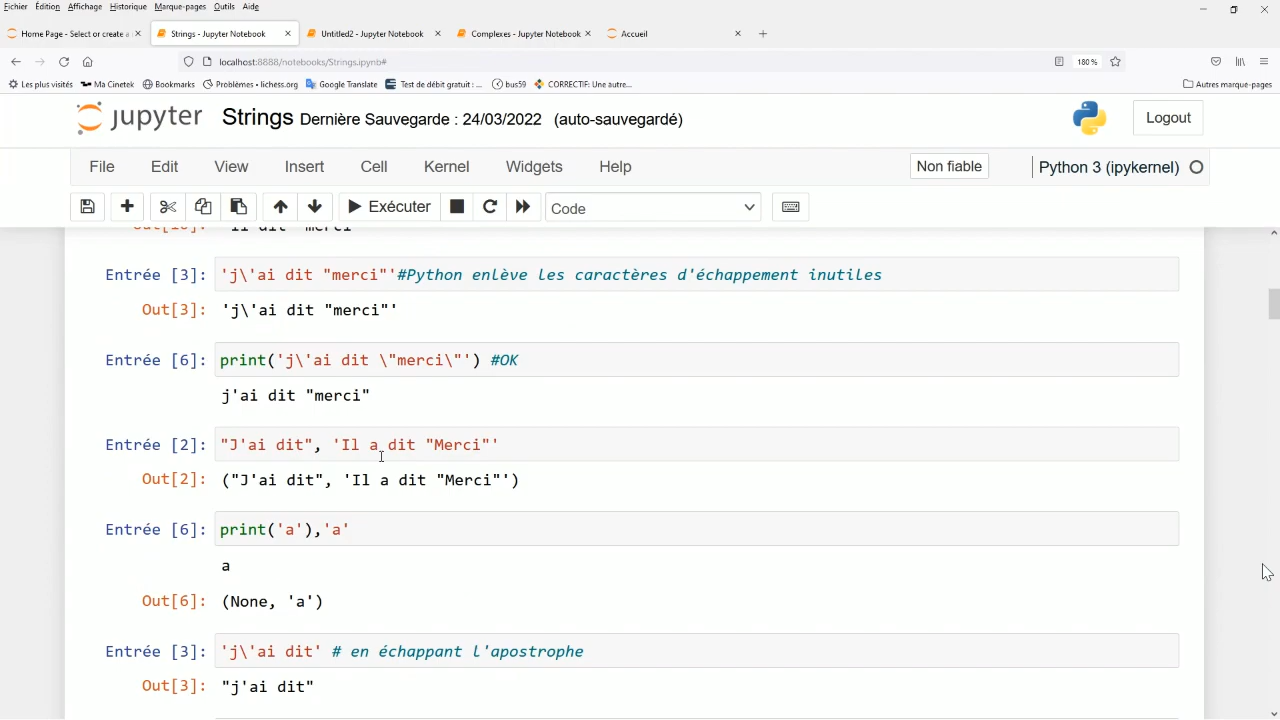 Fichier Édition Affichage Historique Marque-pages Outils Aide
Home Page - Select or create a Strings - Jupyter Notebook Untitled2 - Jupyter Notebook Complexes - Jupyter Notebook Accueil
localhost:8888/notebooks/Strings.ipynb# 180 %
Les plus visités Ma Cinetek Bookmarks Problèmes • lichess.org Google Translate Test de débit gratuit : ... bus59 CORRECTIF: Une autre... Autres marque-pages
jupyter Strings Dernière Sauvegarde : 24/03/2022 (auto-sauvegardé) Logout
File Edit View Insert Cell Kernel Widgets Help Non fiable Python 3 (ipykernel)
Exécuter Code
Entrée [3]: 'j\'ai dit "merci"'#Python enlève les caractères d'échappement inutiles
Out[3]: 'j\'ai dit "merci"'
Entrée [6]: print('j\'ai dit \"merci\"') #OK
j'ai dit "merci"
Entrée [2]: "J'ai dit", 'Il a dit "Merci"'
Out[2]: ("J'ai dit", 'Il a dit "Merci"')
Entrée [6]: print('a'),'a'
a
Out[6]: (None, 'a')
Entrée [3]: 'j\'ai dit' # en échappant l'apostrophe
Out[3]: "j'ai dit"